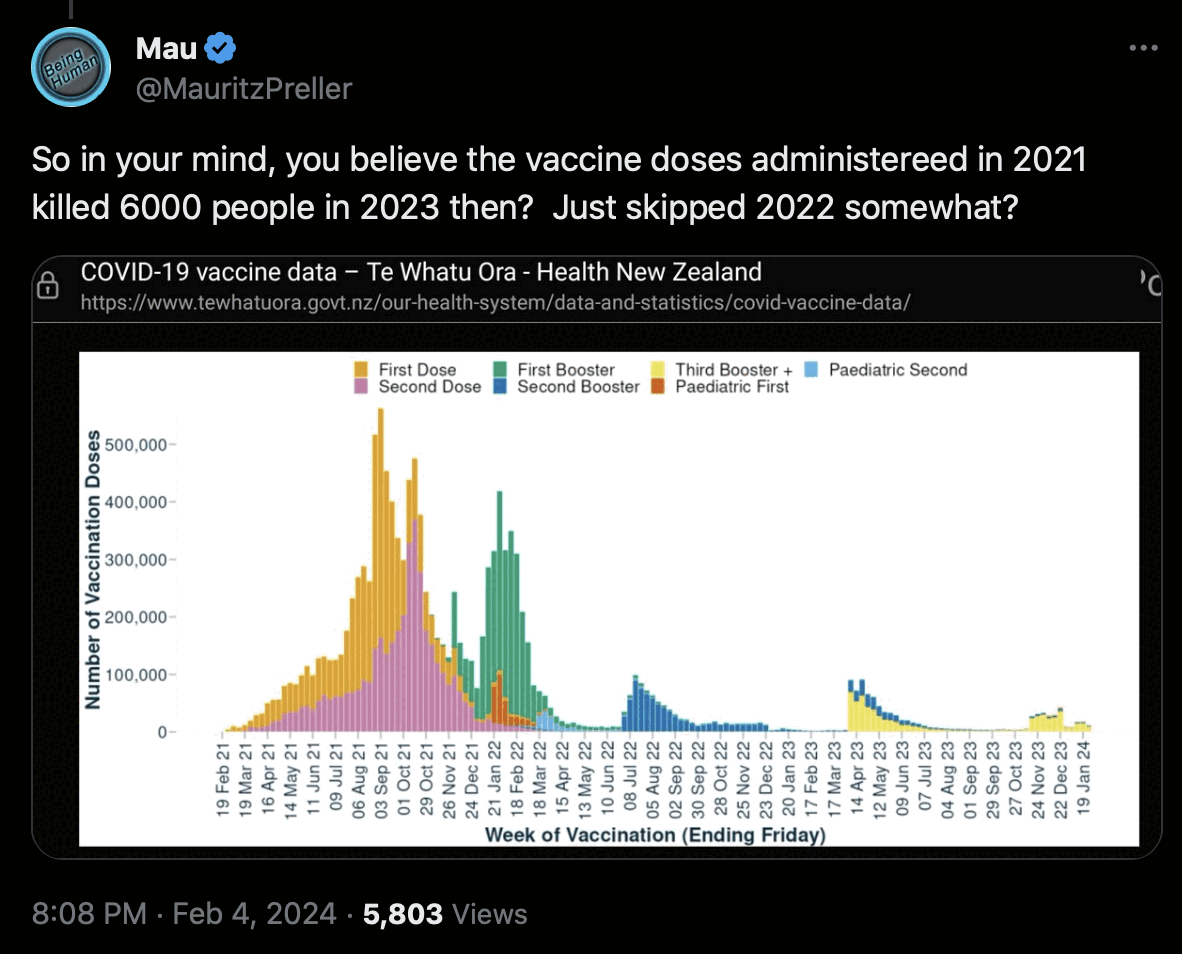 Being
Human
Mau
@MauritzPreller
So in your mind, you believe the vaccine doses administereed in 2021
killed 6000 people in 2023 then?  Just skipped 2022 somewhat?
COVID-19 vaccine data – Te Whatu Ora - Health New Zealand
https://www.tewhatuora.govt.nz/our-health-system/data-and-statistics/covid-vaccine-data/
First Dose First Booster Third Booster + Paediatric Second
Second Dose Second Booster Paediatric First
Number of Vaccination Doses
500,000
400,000
300,000
200,000
100,000
0
19 Feb 21
19 Mar 21
16 Apr 21
14 May 21
11 Jun 21
09 Jul 21
06 Aug 21
03 Sep 21
01 Oct 21
29 Oct 21
26 Nov 21
24 Dec 21
21 Jan 22
18 Feb 22
18 Mar 22
15 Apr 22
13 May 22
10 Jun 22
08 Jul 22
05 Aug 22
02 Sep 22
30 Sep 22
28 Oct 22
25 Nov 22
23 Dec 22
20 Jan 23
17 Feb 23
17 Mar 23
14 Apr 23
12 May 23
09 Jun 23
07 Jul 23
04 Aug 23
01 Sep 23
29 Sep 23
27 Oct 23
24 Nov 23
22 Dec 23
19 Jan 24
Week of Vaccination (Ending Friday)
8:08 PM · Feb 4, 2024 · 5,803 Views